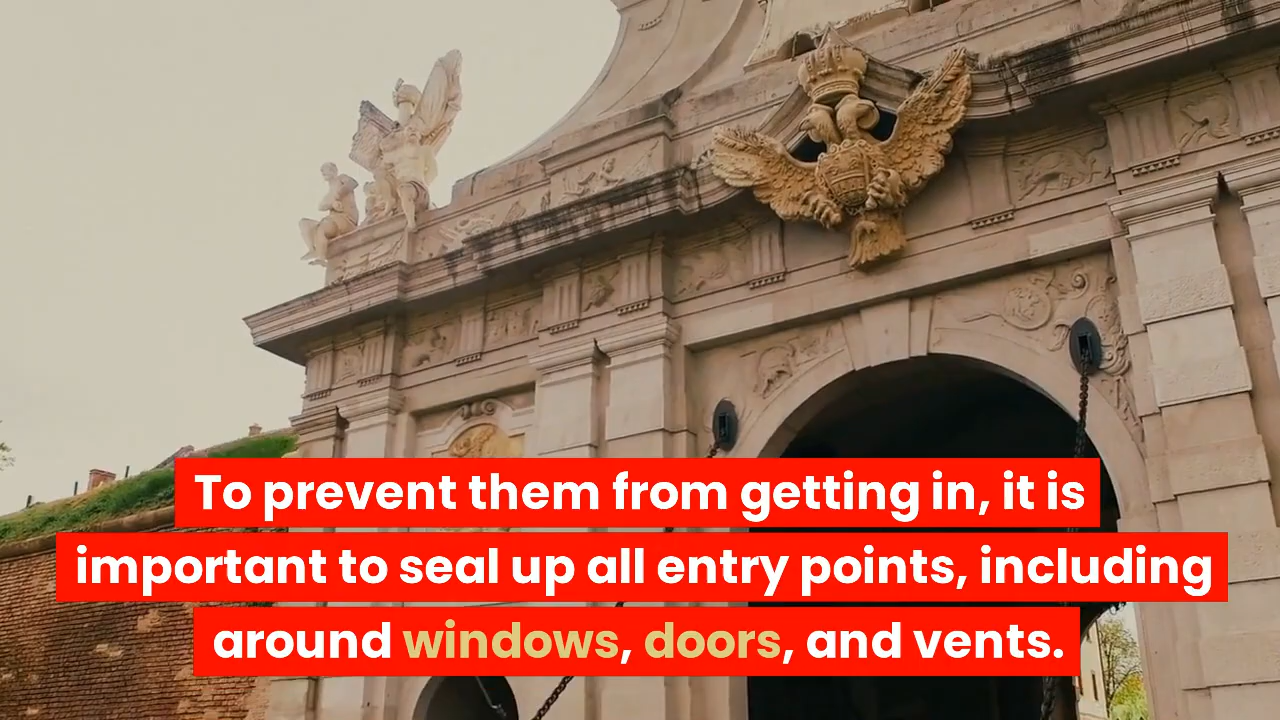 To prevent them from getting in, it is
important to seal up all entry points, including
around windows, doors, and vents.